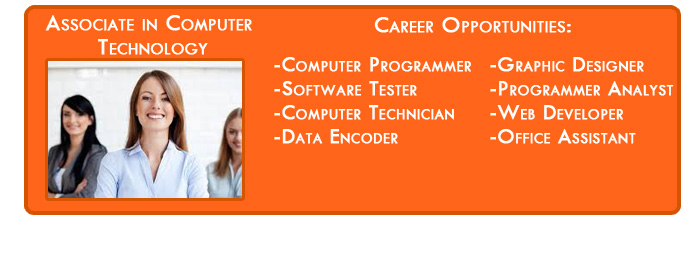 Associate in Computer
Technology
Career Opportunities:
-Computer Programmer
-Software Tester
-Computer Technician
-Data Encoder
-Graphic Designer
-Programmer Analyst
-Web Developer
-Office Assistant